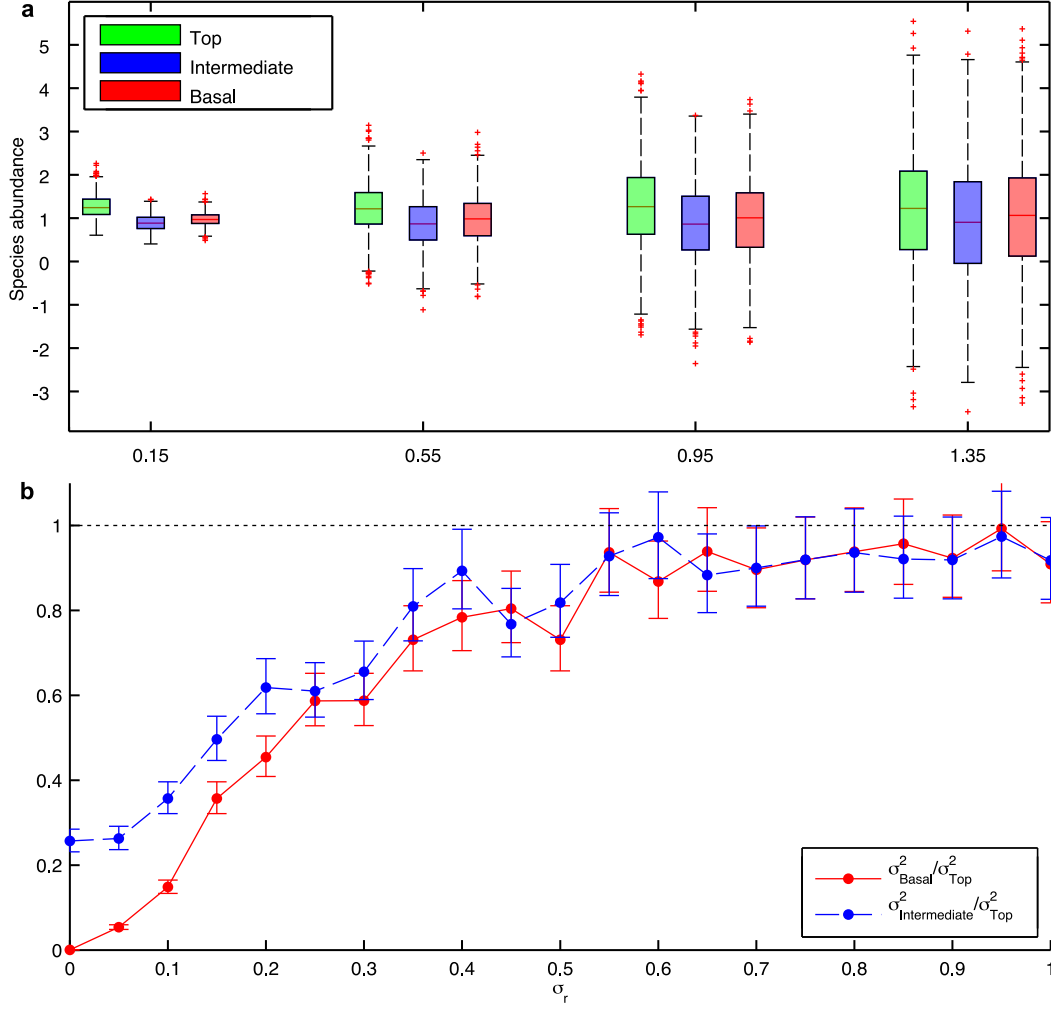 a
Top
Intermediate
Basal
Species abundance
5
4
3
2
1
0
-1
-2
-3
0.15 0.55 0.95 1.35
b
1
0.8
0.6
0.4
0.2
0
0 0.1 0.2 0.3 0.4 0.5 0.6 0.7 0.8 0.9 1
σ²Basal/σ²Top
σ²Intermediate/σ²Top
σr